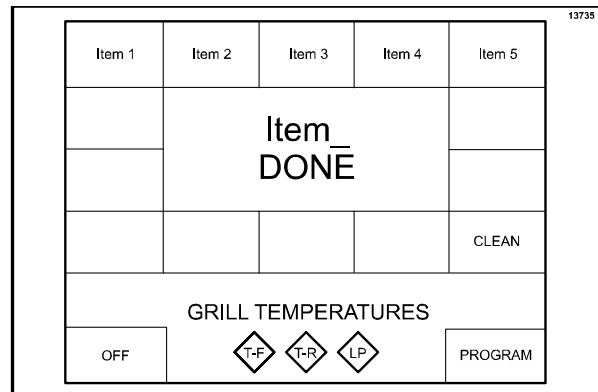 13735
Item 1 Item 2 Item 3 Item 4 Item 5
Item_
DONE
CLEAN
GRILL TEMPERATURES
OFF T-F T-R LP PROGRAM